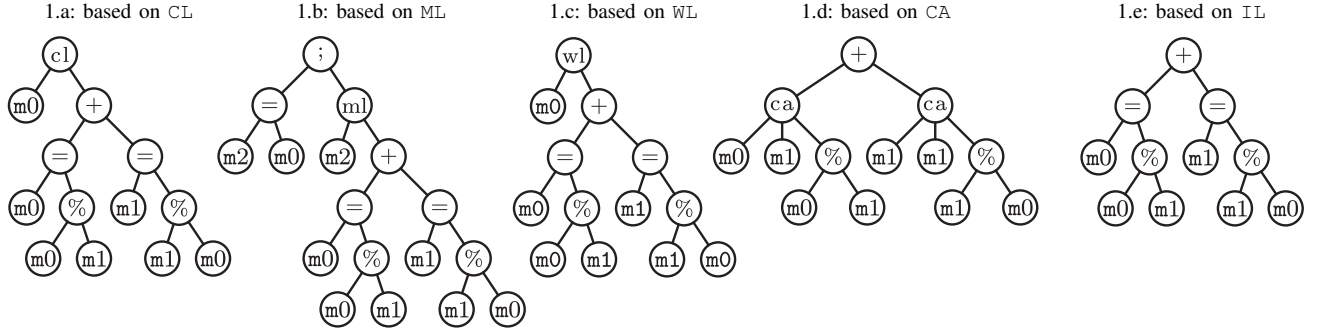 1.a: based on CL 1.b: based on ML 1.c: based on WL 1.d: based on CA 1.e: based on IL
cl ; wl + +
m0 + = ml m0 + ca ca = =
= = m2 m0 m2 + = = m0 m1 % m1 m1 % m0 % m1 %
m0 % m1 % = = m0 % m1 % m0 m1 m1 m0 m0 m1 m1 m0
m0 m1 m1 m0 m0 % m1 % m0 m1 m1 m0
m0 m1 m1 m0